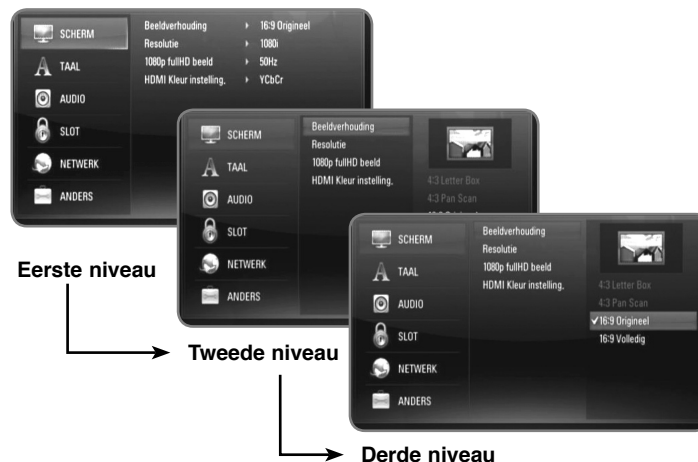 SCHERM
TAAL
AUDIO
SLOT
NETWERK
ANDERS
Beeldverhouding 16:9 Origineel
Resolutie 1080i
1080p fullHD beeld 50Hz
HDMI Kleur instelling. YCbCr
Eerste niveau
SCHERM
TAAL
AUDIO
SLOT
NETWERK
ANDERS
Beeldverhouding
Resolutie
1080p fullHD beeld
HDMI Kleur instelling.
4:3 Letter Box
4:3 Pan Scan
Tweede niveau
SCHERM
TAAL
AUDIO
SLOT
NETWERK
ANDERS
Beeldverhouding
Resolutie
1080p fullHD beeld
HDMI Kleur instelling.
4:3 Letter Box
4:3 Pan Scan
✓16:9 Origineel
16:9 Volledig
Derde niveau